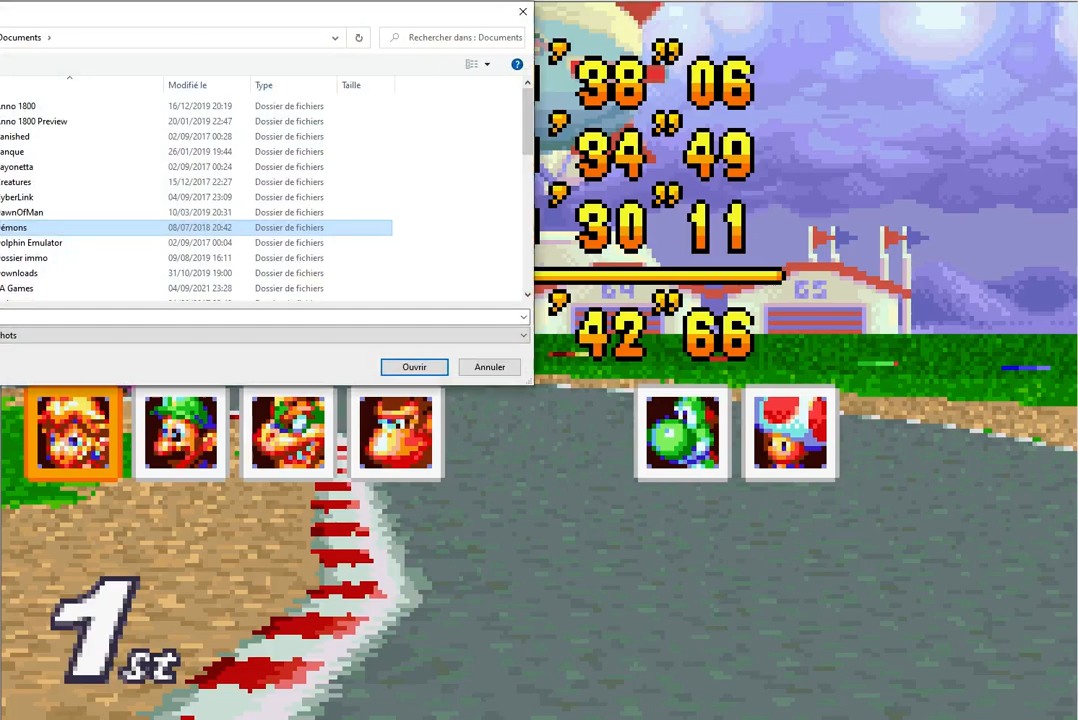 Documents >
Rechercher dans : Documents
Modifié le Type Taille
nno 1800 16/12/2019 20:19 Dossier de fichiers
nno 1800 Preview 20/01/2019 22:47 Dossier de fichiers
anished 02/09/2017 00:28 Dossier de fichiers
anque 26/01/2019 19:44 Dossier de fichiers
ayonetta 02/09/2017 00:24 Dossier de fichiers
reatures 15/12/2017 22:27 Dossier de fichiers
yberLink 04/09/2017 23:09 Dossier de fichiers
awnOfMan 10/03/2019 20:31 Dossier de fichiers
émons 08/07/2018 20:42 Dossier de fichiers
olphin Emulator 02/09/2017 00:04 Dossier de fichiers
ossier immo 09/08/2019 16:11 Dossier de fichiers
ownloads 31/10/2019 19:00 Dossier de fichiers
A Games 04/09/2021 23:28 Dossier de fichiers
hots
Ouvrir Annuler
'38"06
'34"49
'30"11
64 65
'42"66
1st